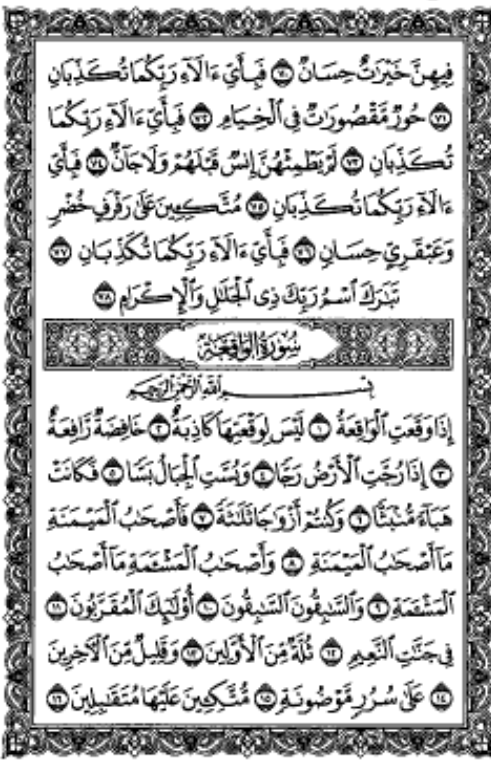 فِيهِنَّ خَيْرَٰتٌ حِسَانٌ ۝٧٠ فَبِأَيِّ ءَالَآءِ رَبِّكُمَا تُكَذِّبَانِ
۝٧١ حُورٌ مَّقْصُورَٰتٌ فِي ٱلْخِيَامِ ۝٧٢ فَبِأَيِّ ءَالَآءِ رَبِّكُمَا
تُكَذِّبَانِ ۝٧٣ لَمْ يَطْمِثْهُنَّ إِنسٌ قَبْلَهُمْ وَلَا جَآنٌّ ۝٧٤ فَبِأَيِّ
ءَالَآءِ رَبِّكُمَا تُكَذِّبَانِ ۝٧٥ مُتَّكِـِٔينَ عَلَىٰ رَفْرَفٍ خُضْرٍ
وَعَبْقَرِيٍّ حِسَانٍ ۝٧٦ فَبِأَيِّ ءَالَآءِ رَبِّكُمَا تُكَذِّبَانِ ۝٧٧
تَبَٰرَكَ ٱسْمُ رَبِّكَ ذِي ٱلْجَلَٰلِ وَٱلْإِكْرَامِ ۝٧٨
سُورَةُ الوَاقِعَةِ
بِسْمِ ٱللَّهِ ٱلرَّحْمَٰنِ ٱلرَّحِيمِ
إِذَا وَقَعَتِ ٱلْوَاقِعَةُ ۝١ لَيْسَ لِوَقْعَتِهَا كَاذِبَةٌ ۝٢ خَافِضَةٌ رَّافِعَةٌ
۝٣ إِذَا رُجَّتِ ٱلْأَرْضُ رَجًّا ۝٤ وَبُسَّتِ ٱلْجِبَالُ بَسًّا ۝٥ فَكَانَتْ
هَبَآءً مُّنۢبَثًّا ۝٦ وَكُنتُمْ أَزْوَٰجًا ثَلَٰثَةً ۝٧ فَأَصْحَٰبُ ٱلْمَيْمَنَةِ
مَآ أَصْحَٰبُ ٱلْمَيْمَنَةِ ۝٨ وَأَصْحَٰبُ ٱلْمَشْـَٔمَةِ مَآ أَصْحَٰبُ
ٱلْمَشْـَٔمَةِ ۝٩ وَٱلسَّٰبِقُونَ ٱلسَّٰبِقُونَ ۝١٠ أُو۟لَٰٓئِكَ ٱلْمُقَرَّبُونَ ۝١١
فِي جَنَّٰتِ ٱلنَّعِيمِ ۝١٢ ثُلَّةٌ مِّنَ ٱلْأَوَّلِينَ ۝١٣ وَقَلِيلٌ مِّنَ ٱلْأٓخِرِينَ
۝١٤ عَلَىٰ سُرُرٍ مَّوْضُونَةٍ ۝١٥ مُّتَّكِـِٔينَ عَلَيْهَا مُتَقَٰبِلِينَ ۝١٦